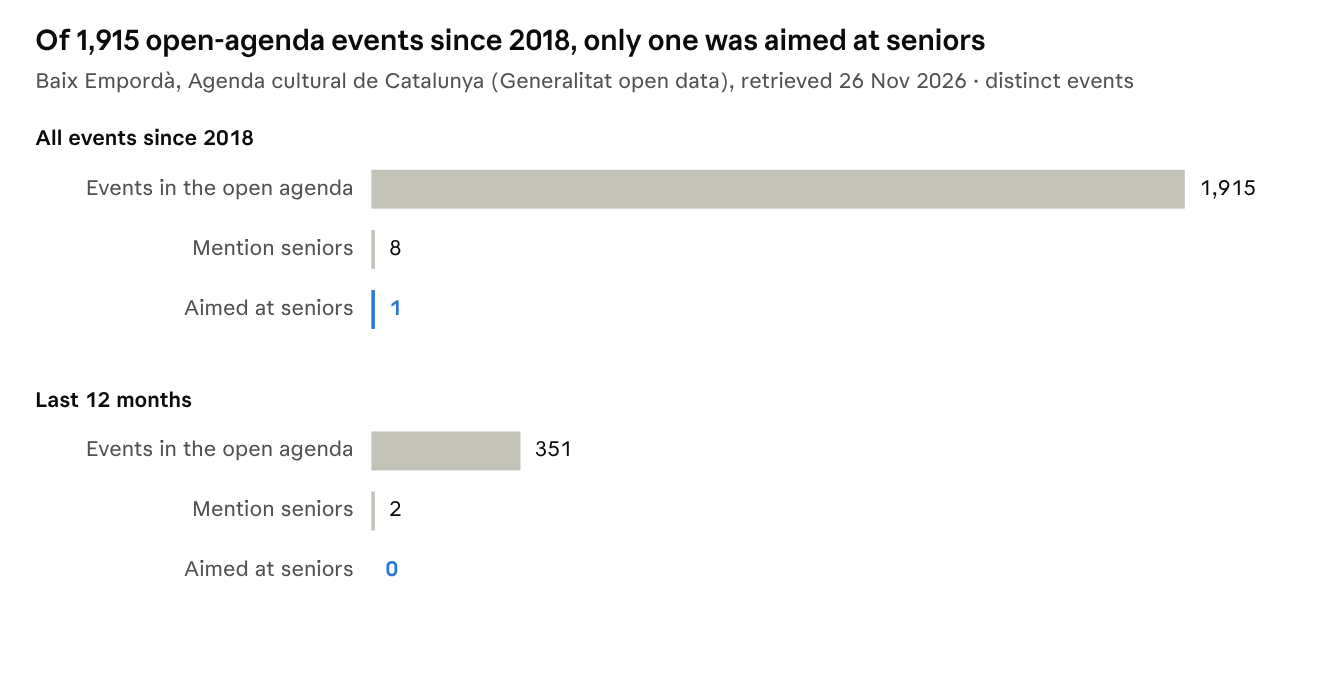 Of 1,915 open-agenda events since 2018, only one was aimed at seniors
Baix Empordà, Agenda cultural de Catalunya (Generalitat open data), retrieved 26 Nov 2026 · distinct events
All events since 2018
Events in the open agenda 1,915
Mention seniors 8
Aimed at seniors 1
Last 12 months
Events in the open agenda 351
Mention seniors 2
Aimed at seniors 0